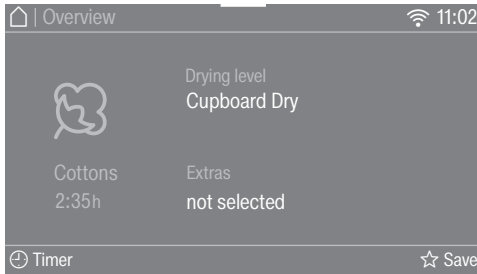 | Overview 11:02
Drying level
Cupboard Dry
Cottons
2:35h
Extras
not selected
Timer Save